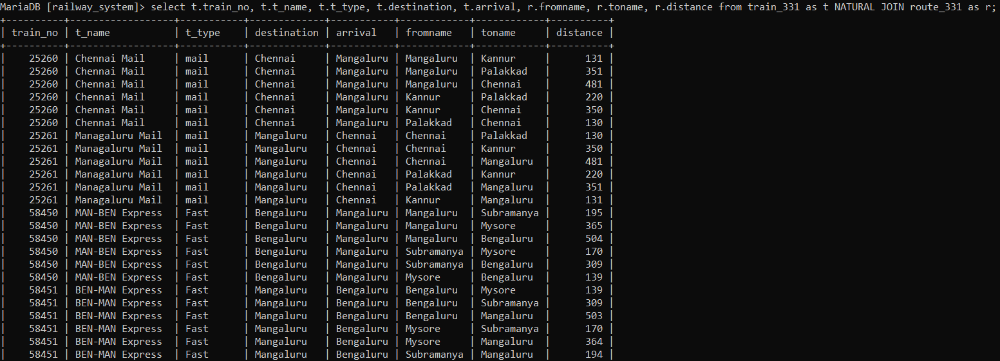 MariaDB [railway_system]> select t.train_no, t.t_name, t.t_type, t.destination, t.arrival, r.fromname, r.toname, r.distance from train_331 as t NATURAL JOIN route_331 as r;
+----------+-----------------+-----------+-------------+-----------+------------+------------+----------+
| train_no | t_name          | t_type    | destination | arrival   | fromname   | toname     | distance |
+----------+-----------------+-----------+-------------+-----------+------------+------------+----------+
|    25260 | Chennai Mail    | mail      | Chennai     | Mangaluru | Mangaluru  | Kannur     |      131 |
|    25260 | Chennai Mail    | mail      | Chennai     | Mangaluru | Mangaluru  | Palakkad   |      351 |
|    25260 | Chennai Mail    | mail      | Chennai     | Mangaluru | Mangaluru  | Chennai    |      481 |
|    25260 | Chennai Mail    | mail      | Chennai     | Mangaluru | Kannur     | Palakkad   |      220 |
|    25260 | Chennai Mail    | mail      | Chennai     | Mangaluru | Kannur     | Chennai    |      350 |
|    25260 | Chennai Mail    | mail      | Chennai     | Mangaluru | Palakkad   | Chennai    |      130 |
|    25261 | Managaluru Mail | mail      | Mangaluru   | Chennai   | Chennai    | Palakkad   |      130 |
|    25261 | Managaluru Mail | mail      | Mangaluru   | Chennai   | Chennai    | Kannur     |      350 |
|    25261 | Managaluru Mail | mail      | Mangaluru   | Chennai   | Chennai    | Mangaluru  |      481 |
|    25261 | Managaluru Mail | mail      | Mangaluru   | Chennai   | Palakkad   | Kannur     |      220 |
|    25261 | Managaluru Mail | mail      | Mangaluru   | Chennai   | Palakkad   | Mangaluru  |      351 |
|    25261 | Managaluru Mail | mail      | Mangaluru   | Chennai   | Kannur     | Mangaluru  |      131 |
|    58450 | MAN-BEN Express | Fast      | Bengaluru   | Mangaluru | Mangaluru  | Subramanya |      195 |
|    58450 | MAN-BEN Express | Fast      | Bengaluru   | Mangaluru | Mangaluru  | Mysore     |      365 |
|    58450 | MAN-BEN Express | Fast      | Bengaluru   | Mangaluru | Mangaluru  | Bengaluru  |      504 |
|    58450 | MAN-BEN Express | Fast      | Bengaluru   | Mangaluru | Subramanya | Mysore     |      170 |
|    58450 | MAN-BEN Express | Fast      | Bengaluru   | Mangaluru | Subramanya | Bengaluru  |      309 |
|    58450 | MAN-BEN Express | Fast      | Bengaluru   | Mangaluru | Mysore     | Bengaluru  |      139 |
|    58451 | BEN-MAN Express | Fast      | Mangaluru   | Bengaluru | Bengaluru  | Mysore     |      139 |
|    58451 | BEN-MAN Express | Fast      | Mangaluru   | Bengaluru | Bengaluru  | Subramanya |      309 |
|    58451 | BEN-MAN Express | Fast      | Mangaluru   | Bengaluru | Bengaluru  | Mangaluru  |      503 |
|    58451 | BEN-MAN Express | Fast      | Mangaluru   | Bengaluru | Mysore     | Subramanya |      170 |
|    58451 | BEN-MAN Express | Fast      | Mangaluru   | Bengaluru | Mysore     | Mangaluru  |      364 |
|    58451 | BEN-MAN Express | Fast      | Mangaluru   | Bengaluru | Subramanya | Mangaluru  |      194 |